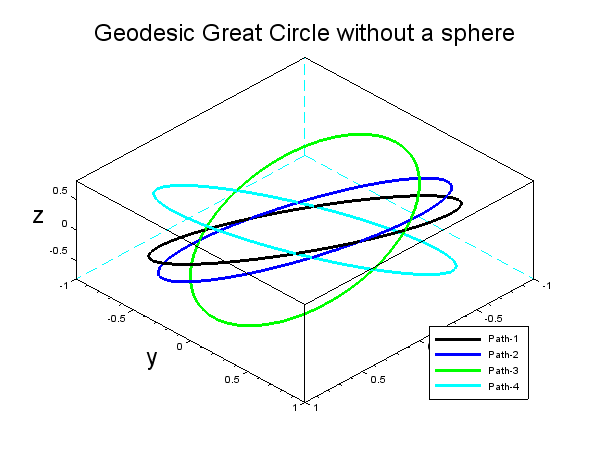 Geodesic Great Circle without a sphere
0.5
z
0
-0.5
-1
-1
-0.5
-0.5
0
y
0.5
0.5
1
1
Path-1
Path-2
Path-3
Path-4